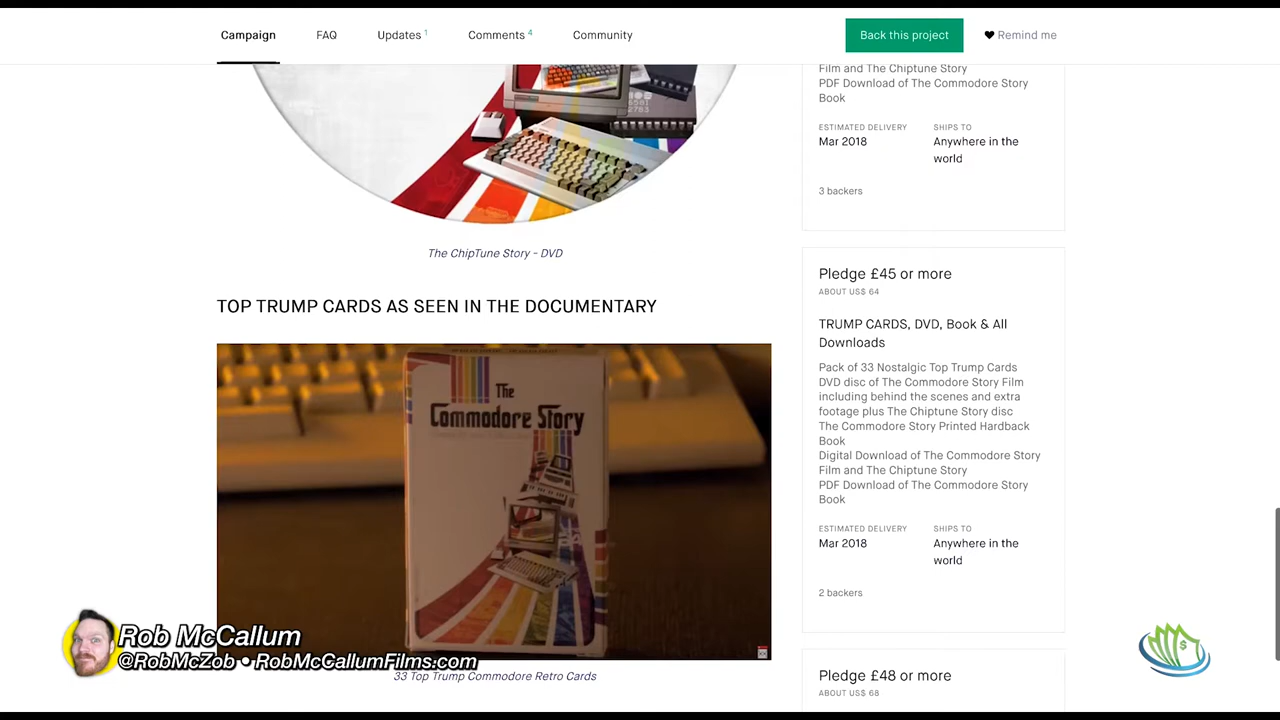 Campaign
FAQ
Updates 1
Comments 4
Community
Back this project
Remind me
The ChipTune Story - DVD
TOP TRUMP CARDS AS SEEN IN THE DOCUMENTARY
The
Commodore Story
33 Top Trump Commodore Retro Cards
Film and The Chiptune Story
PDF Download of The Commodore Story
Book
ESTIMATED DELIVERY
Mar 2018
SHIPS TO
Anywhere in the
world
3 backers
Pledge £45 or more
ABOUT US$ 64
TRUMP CARDS, DVD, Book & All
Downloads
Pack of 33 Nostalgic Top Trump Cards
DVD disc of The Commodore Story Film
including behind the scenes and extra
footage plus The Chiptune Story disc
The Commodore Story Printed Hardback
Book
Digital Download of The Commodore Story
Film and The Chiptune Story
PDF Download of The Commodore Story
Book
ESTIMATED DELIVERY
Mar 2018
SHIPS TO
Anywhere in the
world
2 backers
Pledge £48 or more
ABOUT US$ 68
Rob McCallum
@RobMcZob • RobMcCallumFilms.com
$